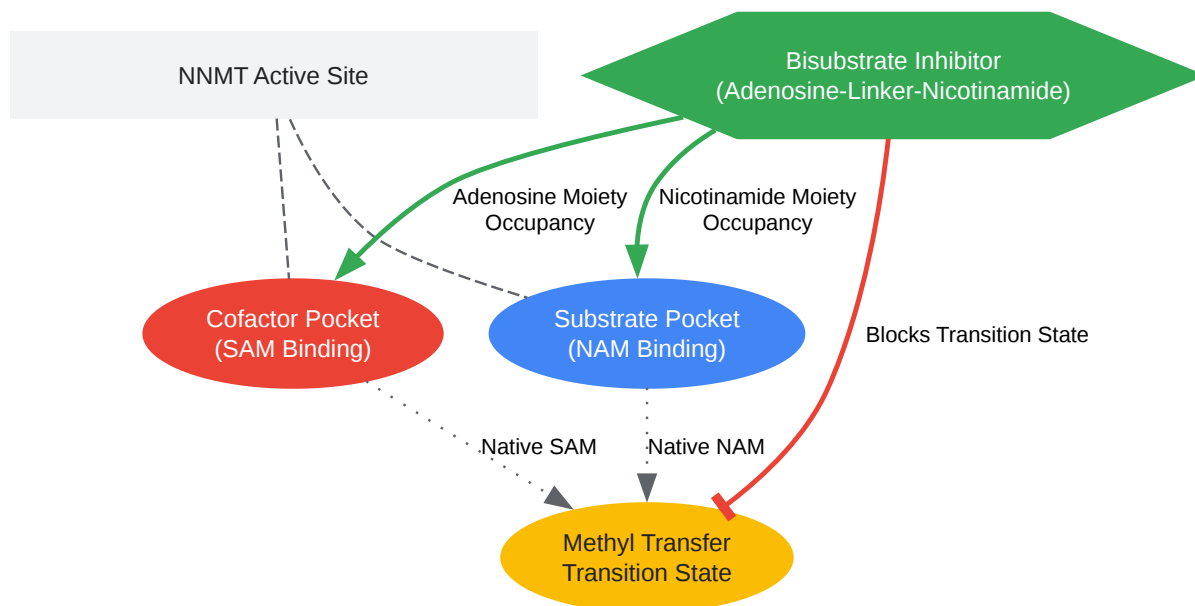 NNMT Active Site
Bisubstrate Inhibitor
(Adenosine-Linker-Nicotinamide)
Adenosine Moiety
Occupancy
Nicotinamide Moiety
Occupancy
Cofactor Pocket
(SAM Binding)
Substrate Pocket
(NAM Binding)
Blocks Transition State
Native SAM
Native NAM
Methyl Transfer
Transition State